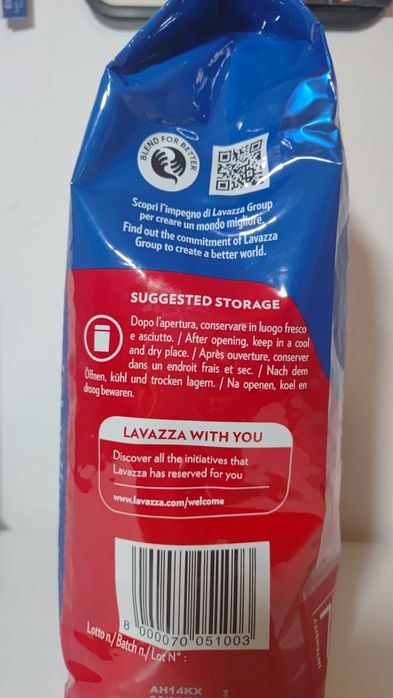 BLEND FOR BETTER
Scopri l'impegno di Lavazza Group
per creare un mondo migliore.
Find out the commitment of Lavazza
Group to create a better world.
SUGGESTED STORAGE
Dopo l'apertura, conservare in luogo fresco
e asciutto. / After opening, keep in a cool
and dry place. / Après ouverture, conserver
dans un endroit frais et sec. / Nach dem
Öffnen, kühl und trocken lagern. / Na openen, koel en
droog bewaren.
LAVAZZA WITH YOU
Discover all the initiatives that
Lavazza has reserved for you
www.lavazza.com/welcome
8 000070 051003
Lotto n./ Batch n./ Lot N° :
AH14KX
INTENSITY